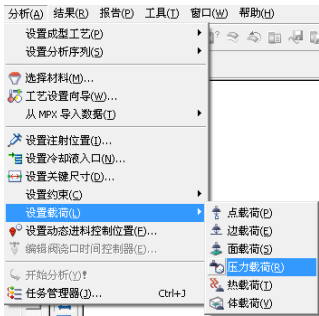 分析(A) 结果(R) 报告(P) 工具(T) 窗口(W) 帮助(H)
设置成型工艺(P)
设置分析序列(S)
选择材料(M)...
工艺设置向导(W)...
从 MPX 导入数据(T)
设置注射位置(I)...
设置冷却液入口(N)...
设置关键尺寸(D)...
设置约束(C)
设置载荷(L)
设置动态进料控制位置(F)...
编辑阀浇口时间控制器(E)...
开始分析(Y)!
任务管理器(J)... Ctrl+J
点载荷(P)
边载荷(E)
面载荷(S)
压力载荷(R)
热载荷(T)
体载荷(V)